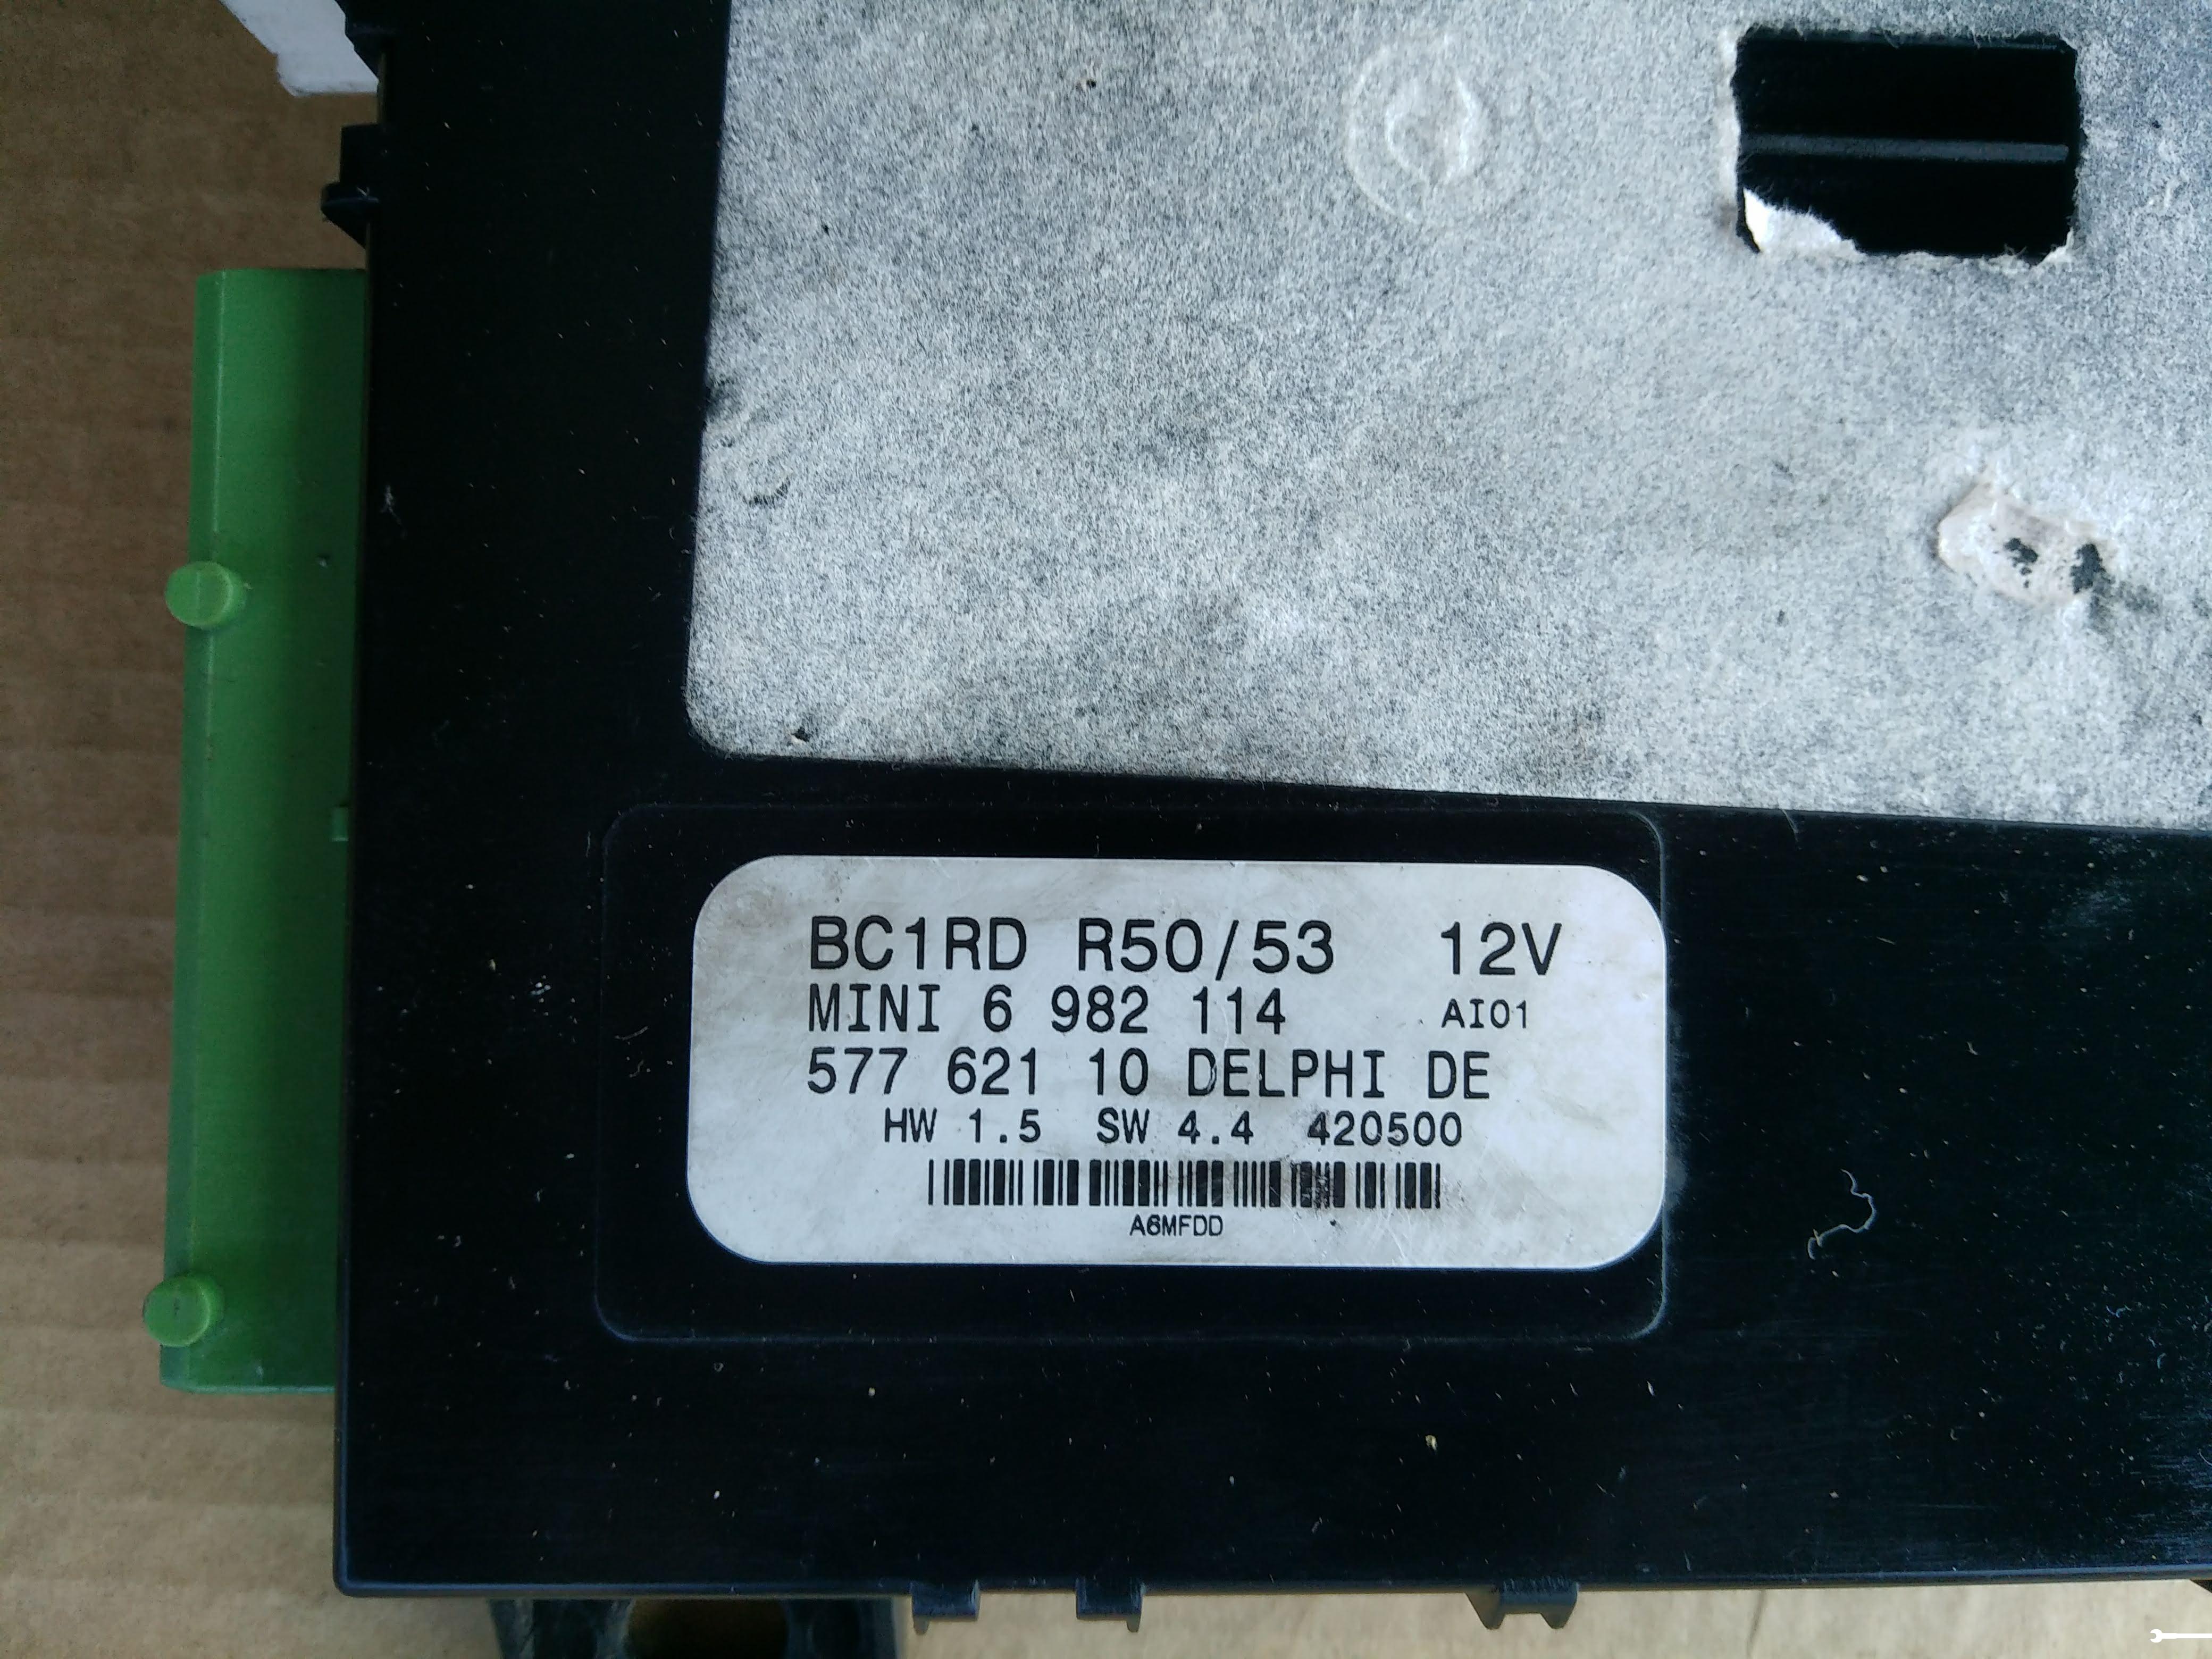 BC1RD R50/53 12V
MINI 6 982 114 AI01
577 621 10 DELPHI DE
HW 1.5 SW 4.4 420500
A6MFDD